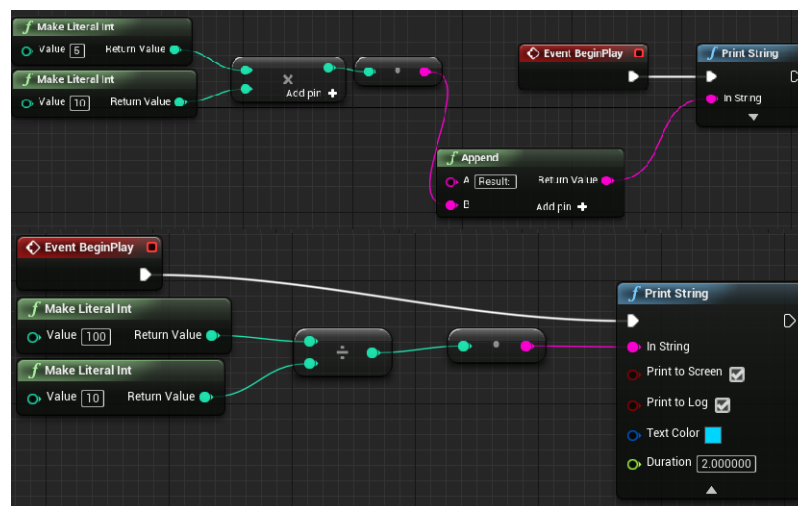 f Make Literal Int
Value 5 Return Value
f Make Literal Int
Value 10 Return Value
×
Add pin +
Event BeginPlay
f Print String
In String
f Append
A Result: Return Value
B Add pin +
Event BeginPlay
f Make Literal Int
Value 100 Return Value
f Make Literal Int
Value 10 Return Value
÷
f Print String
In String
Print to Screen
Print to Log
Text Color
Duration 2.000000